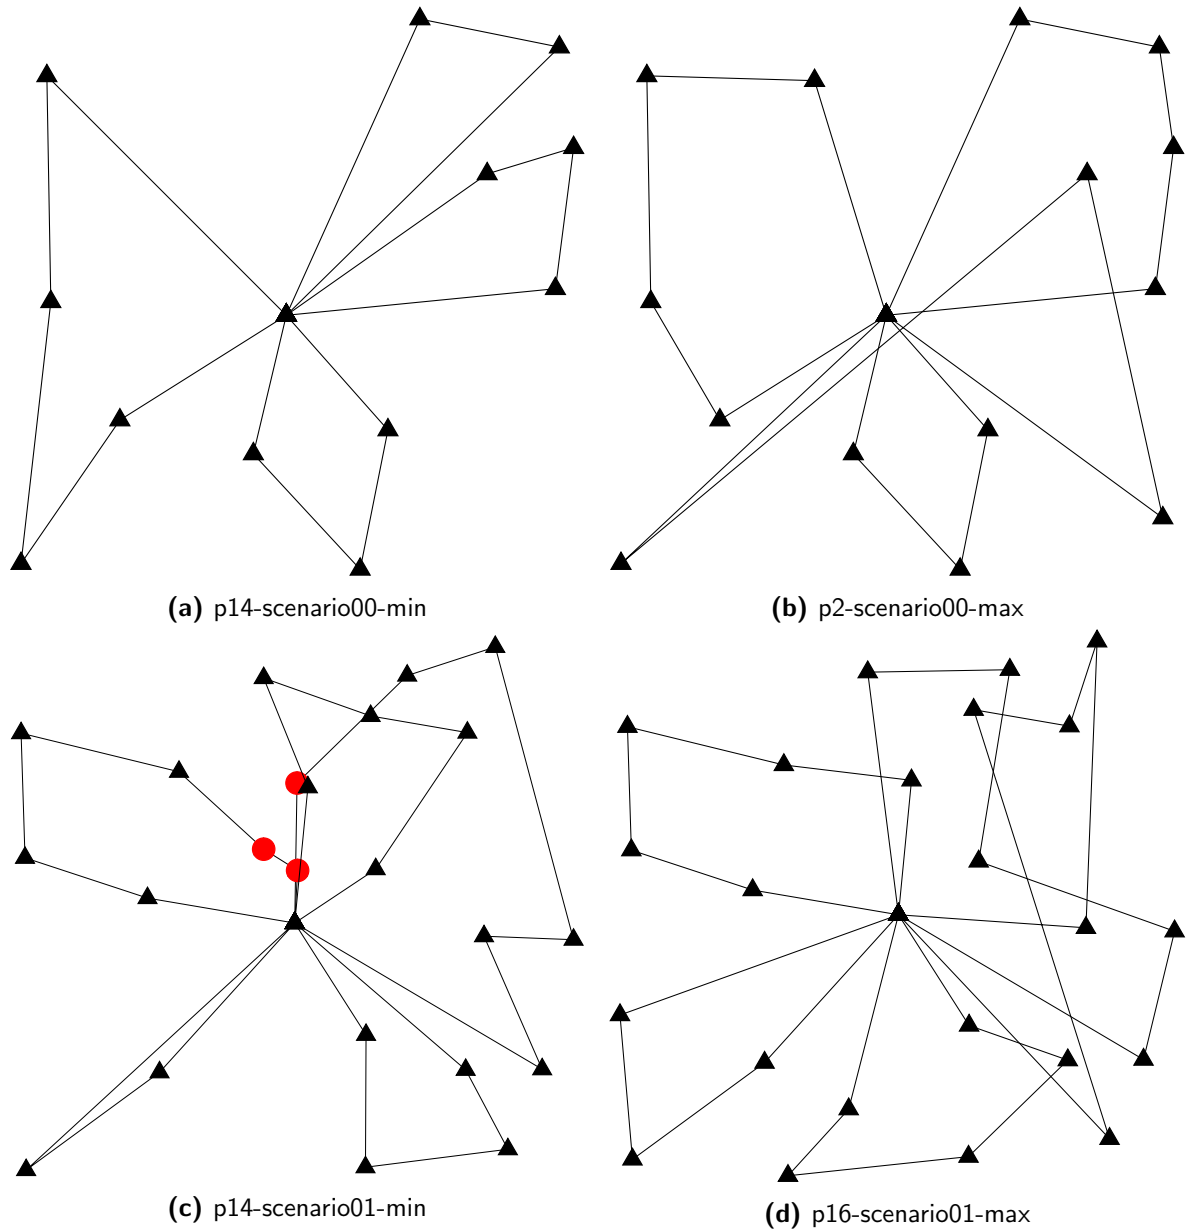 (a) p14-scenario00-min
(b) p2-scenario00-max
(c) p14-scenario01-min
(d) p16-scenario01-max